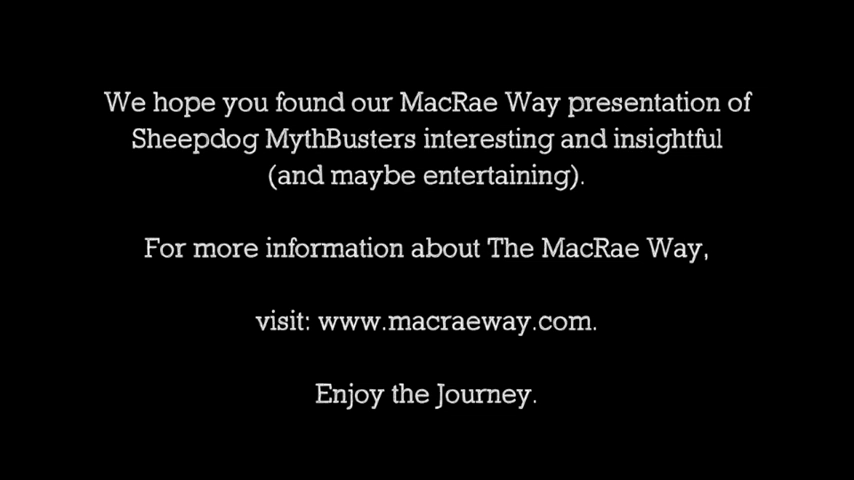 We hope you found our MacRae Way presentation of
Sheepdog MythBusters interesting and insightful
(and maybe entertaining).
For more information about The MacRae Way,
visit: www.macraeway.com.
Enjoy the Journey.